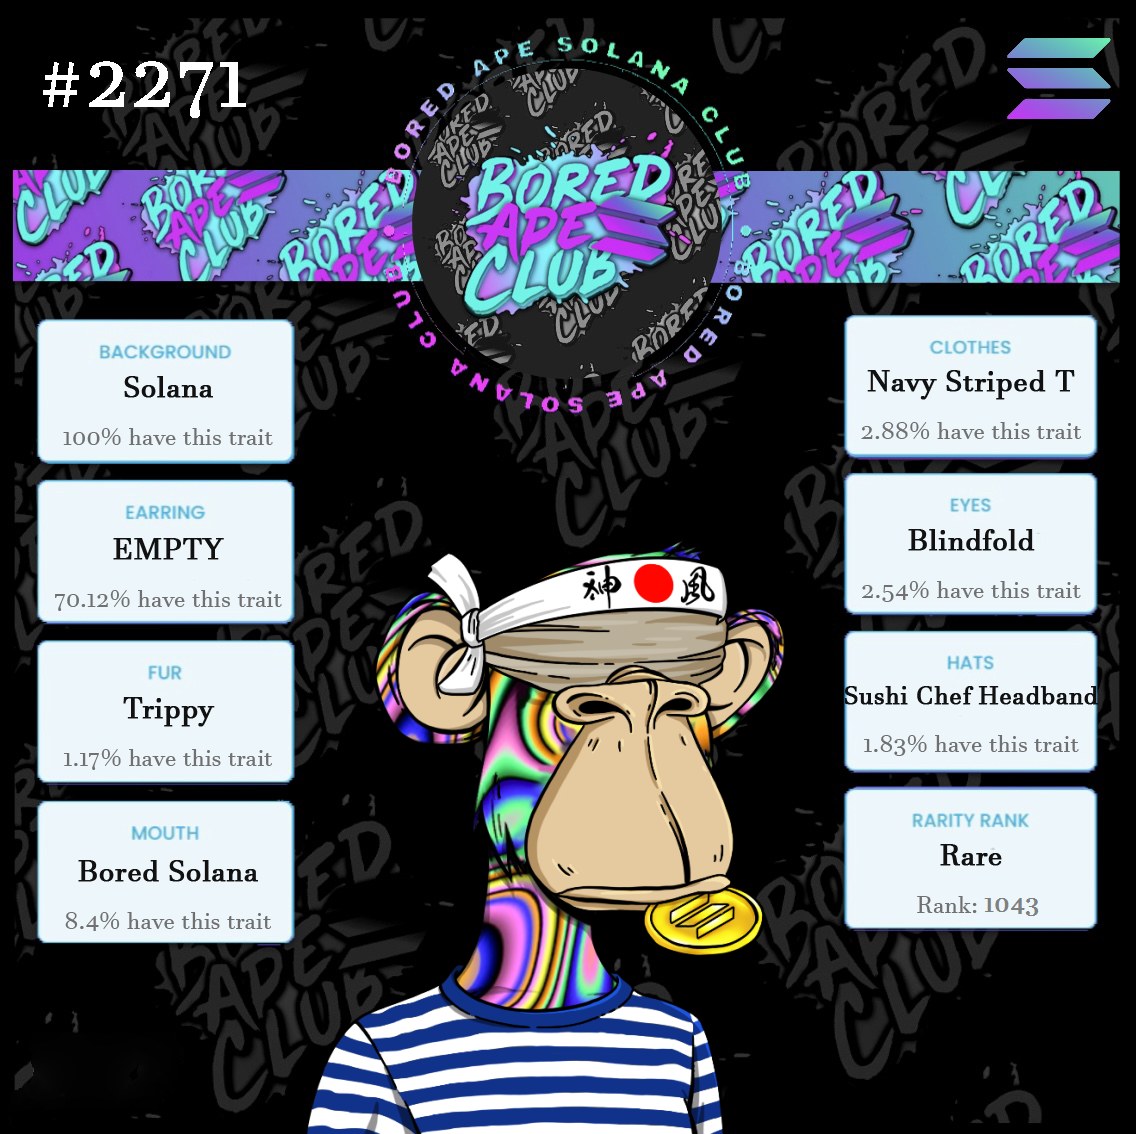 #2271
BORED APE SOLANA CLUB
BORED APE SOLANA CLUB
BORED
APE
CLUB
BACKGROUND
Solana
100% have this trait
EARRING
EMPTY
70.12% have this trait
FUR
Trippy
1.17% have this trait
MOUTH
Bored Solana
8.4% have this trait
CLOTHES
Navy Striped T
2.88% have this trait
EYES
Blindfold
2.54% have this trait
HATS
Sushi Chef Headband
1.83% have this trait
RARITY RANK
Rare
Rank: 1043
神 風